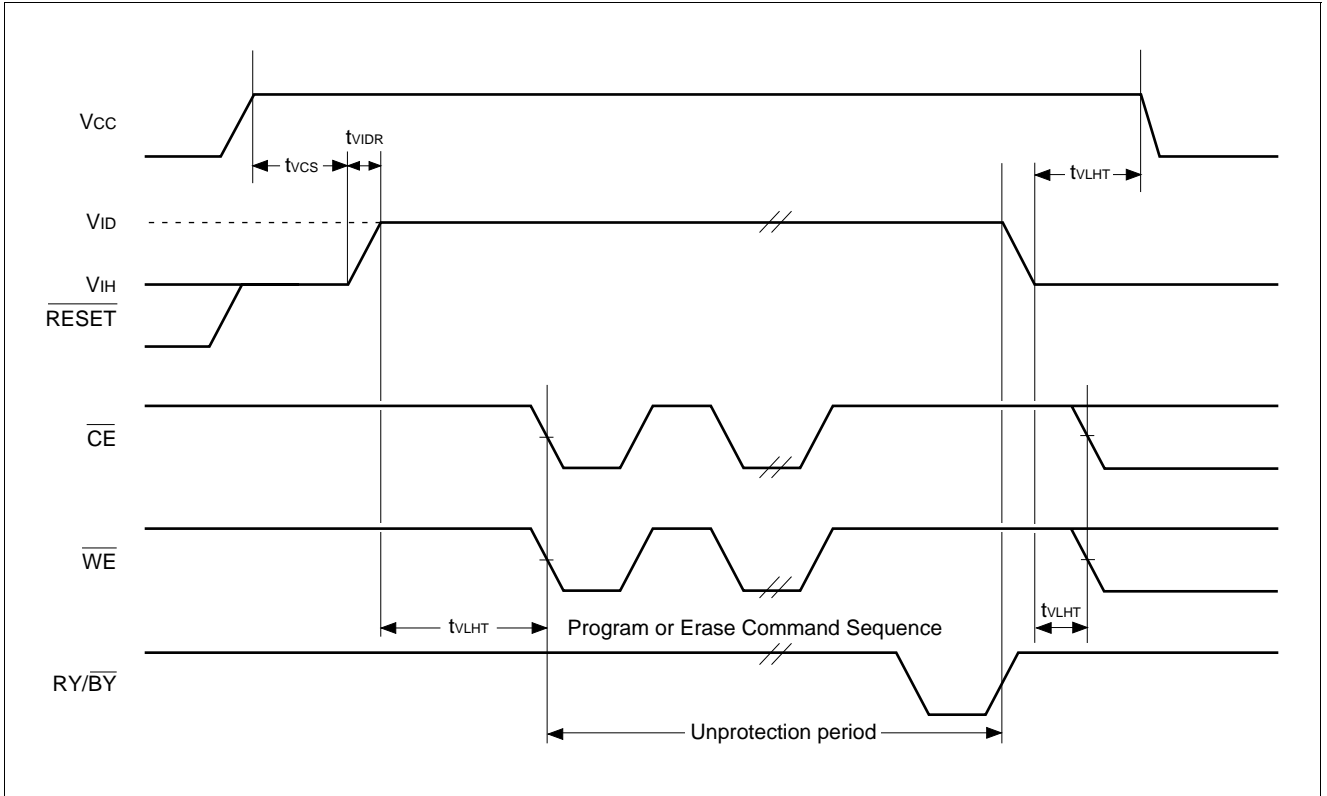 VCC
tVIDR
tVCS
tVLHT
VID
VIH
RESET
CE
WE
tVLHT
Program or Erase Command Sequence
tVLHT
RY/BY
Unprotection period